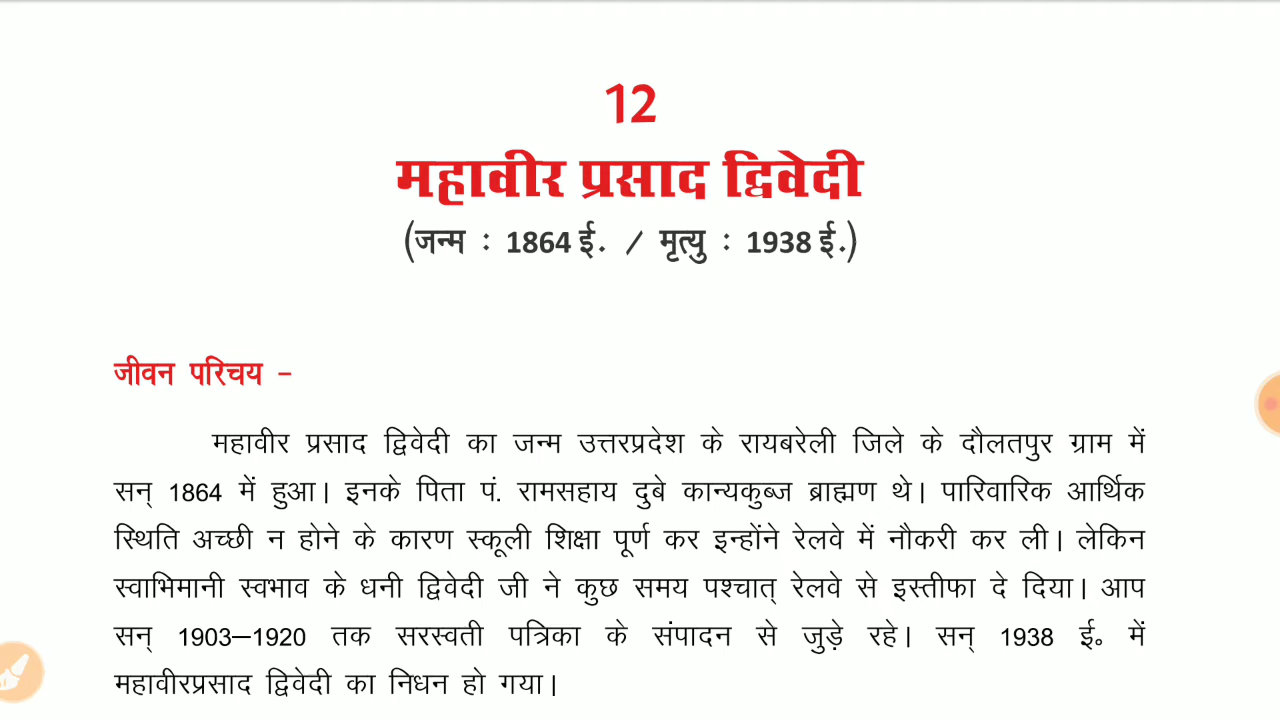 12
महावीर प्रसाद द्विवेदी
(जन्म : 1864 ई. / मृत्यु : 1938 ई.)
जीवन परिचय –
महावीर प्रसाद द्विवेदी का जन्म उत्तरप्रदेश के रायबरेली जिले के दौलतपुर ग्राम में
सन् 1864 में हुआ। इनके पिता पं. रामसहाय दुबे कान्यकुब्ज ब्राह्मण थे। पारिवारिक आर्थिक
स्थिति अच्छी न होने के कारण स्कूली शिक्षा पूर्ण कर इन्होंने रेलवे में नौकरी कर ली। लेकिन
स्वाभिमानी स्वभाव के धनी द्विवेदी जी ने कुछ समय पश्चात् रेलवे से इस्तीफा दे दिया। आप
सन् 1903–1920 तक सरस्वती पत्रिका के संपादन से जुड़े रहे। सन् 1938 ई॰ में
महावीरप्रसाद द्विवेदी का निधन हो गया।